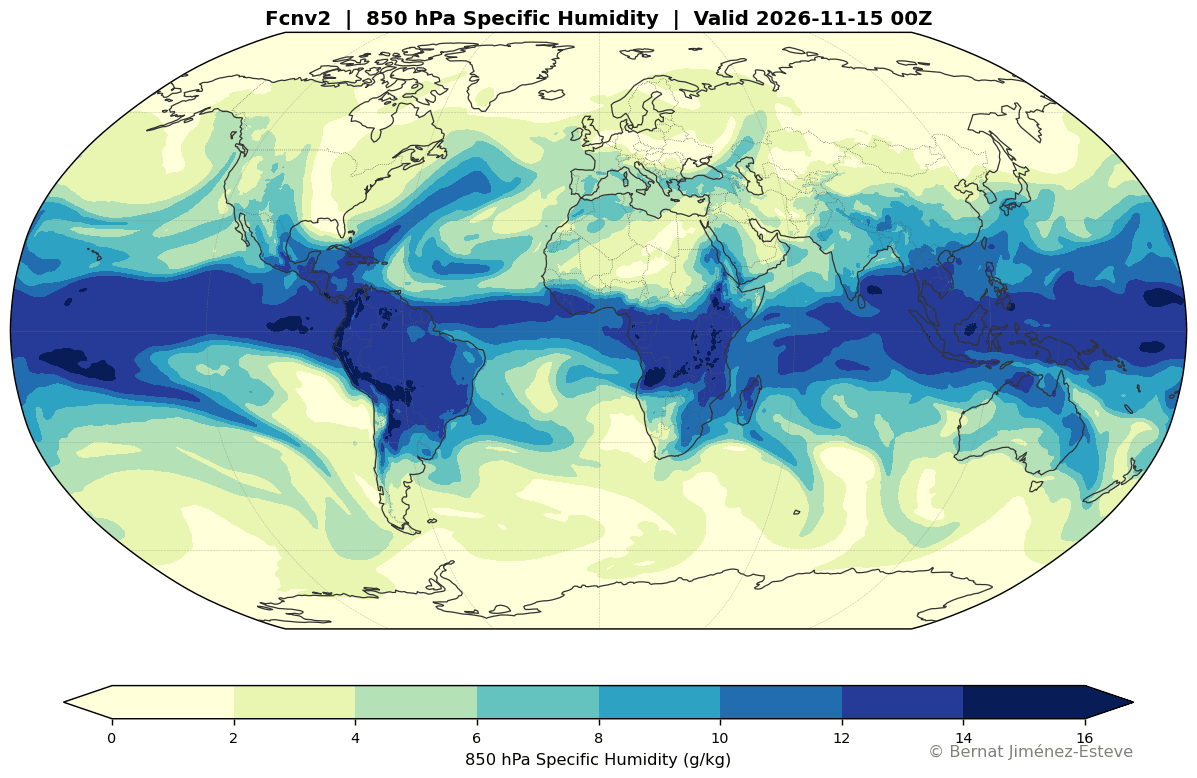 Fcnv2 | 850 hPa Specific Humidity | Valid 2026-11-15 00Z
0 2 4 6 8 10 12 14 16
850 hPa Specific Humidity (g/kg)
© Bernat Jiménez-Esteve